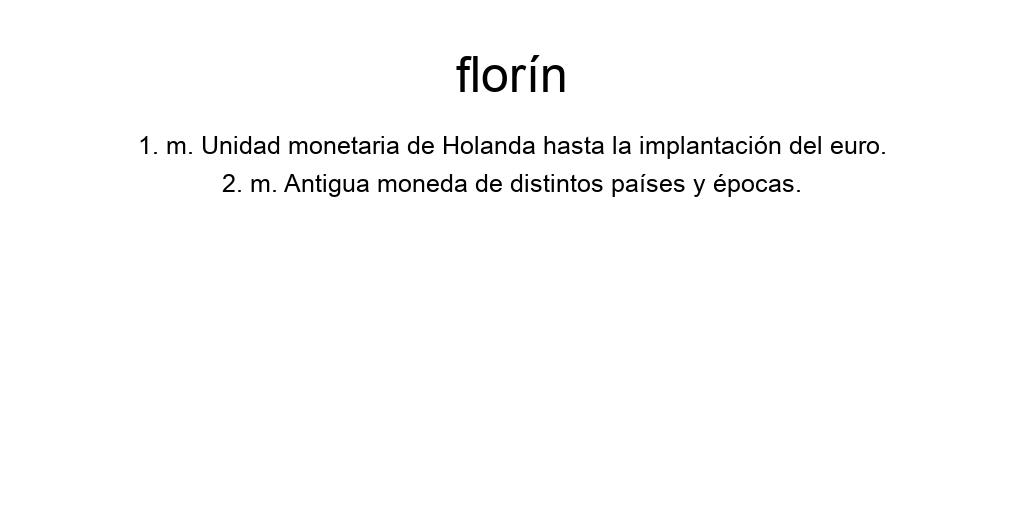 florín
1. m. Unidad monetaria de Holanda hasta la implantación del euro.
2. m. Antigua moneda de distintos países y épocas.